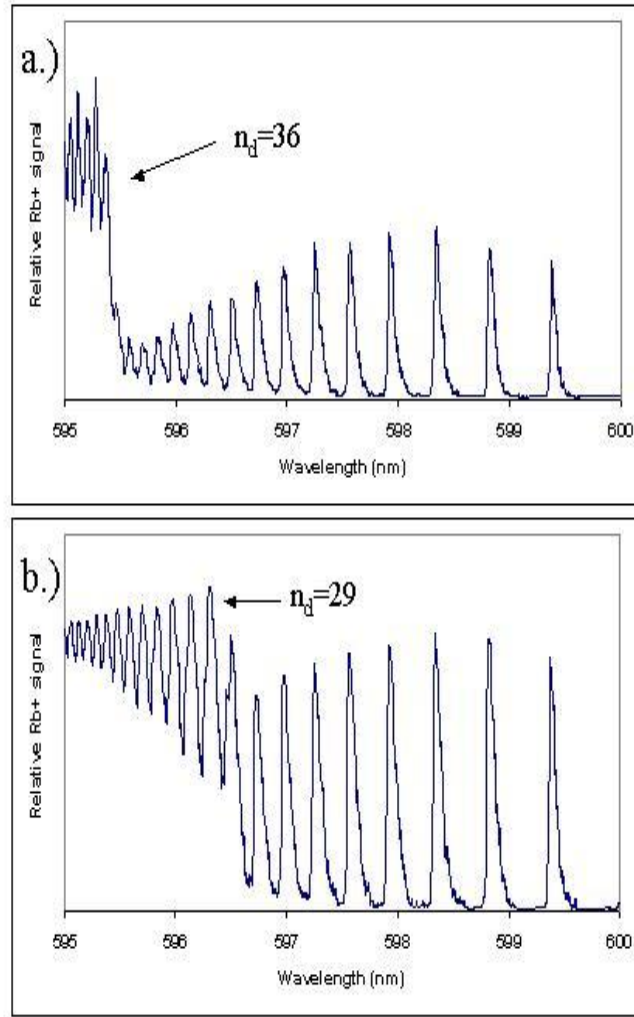 a.)
n_d=36
Relative Rb+ signal
595 596 597 598 599 600
Wavelength (nm)
b.)
n_d=29
Relative Rb+ signal
595 596 597 598 599 600
Wavelength (nm)